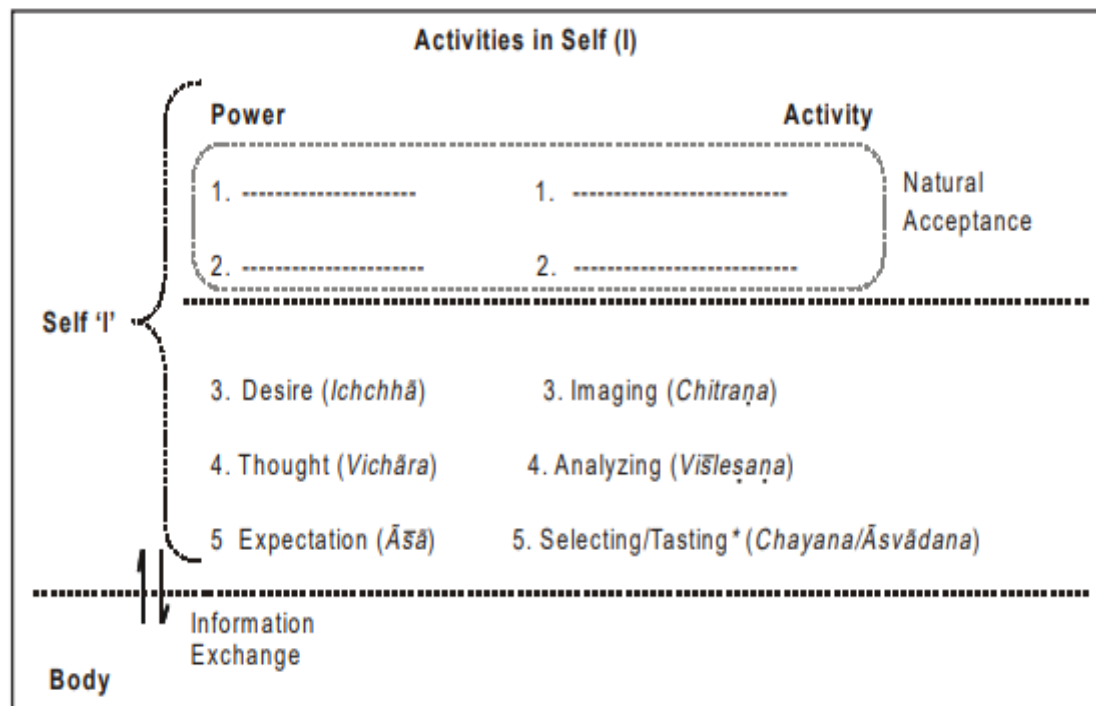 Activities in Self (I)
Power Activity
1. --------------------- 1. --------------------------
Natural
Acceptance
2. ---------------------- 2. ---------------------------
Self ‘I’
3. Desire (Ichchhā) 3. Imaging (Chitraṇa)
4. Thought (Vichāra) 4. Analyzing (Viśleṣaṇa)
5 Expectation (Āśā) 5. Selecting/Tasting* (Chayana/Āsvādana)
Information
Exchange
Body